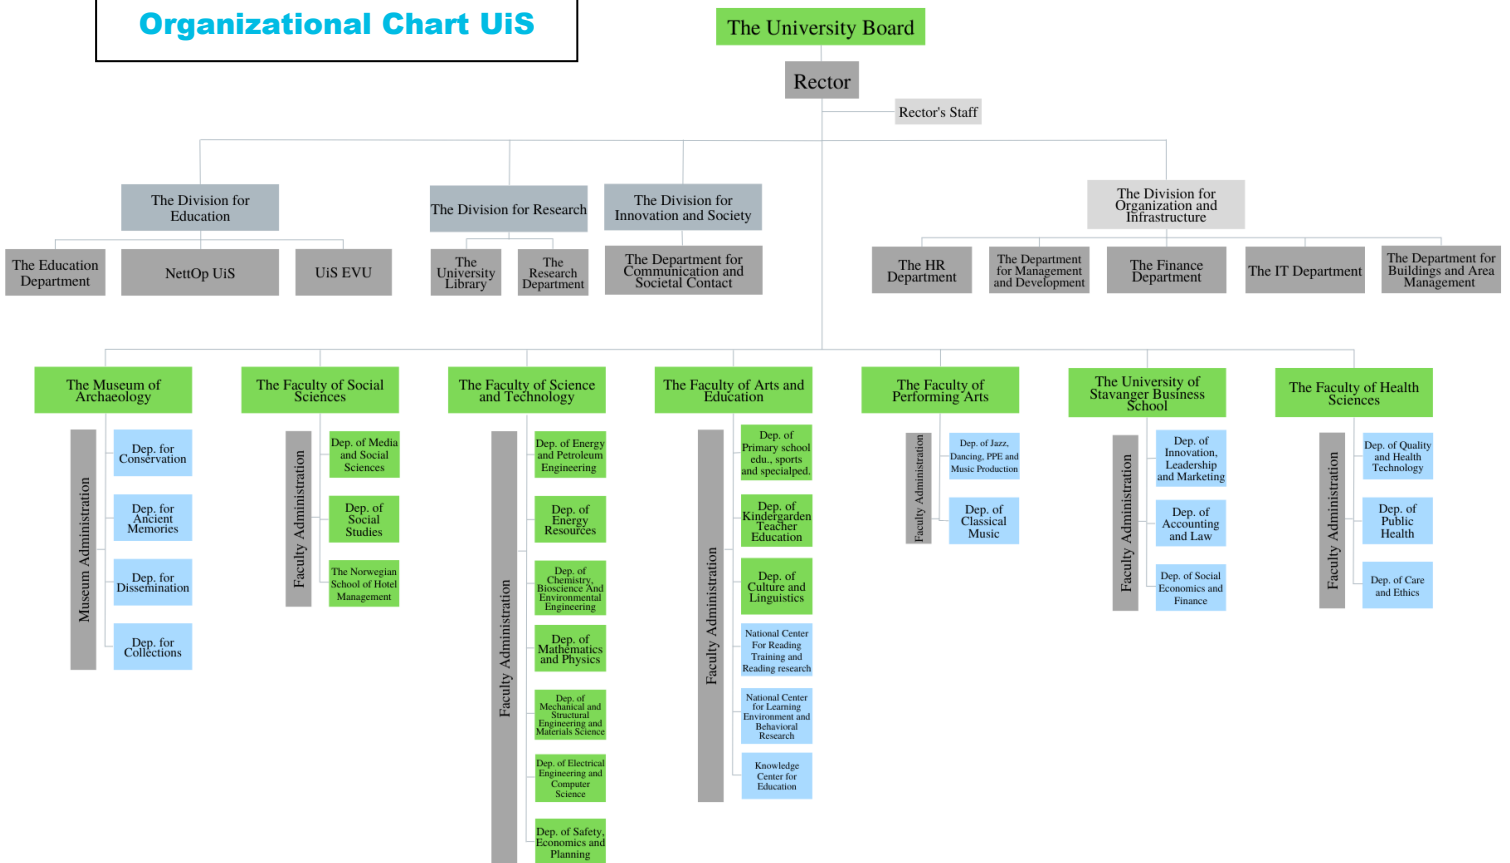 Organizational Chart UiS
The University Board
Rector
Rector's Staff
The Division for
Education
The Division for Research
The Division for
Innovation and Society
The Division for
Organization and
Infrastructure
The Education
Department
NettOp UiS
UiS EVU
The
University
Library
The
Research
Department
The Department for
Communication and
Societal Contact
The HR
Department
The Department
for Management
and Development
The Finance
Department
The IT Department
The Department for
Buildings and Area
Management
The Museum of
Archaeology
Museum Administration
Dep. for
Conservation
Dep. for
Ancient
Memories
Dep. for
Dissemination
Dep. for
Collections
The Faculty of Social
Sciences
Faculty Administration
Dep. of Media
and Social
Sciences
Dep. of
Social
Studies
The Norwegian
School of Hotel
Management
The Faculty of Science
and Technology
Faculty Administration
Dep. of Energy
and Petroleum
Engineering
Dep. of
Energy
Resources
Dep. of
Chemistry,
Bioscience And
Environmental
Engineering
Dep. of
Mathematics
and Physics
Dep. of
Mechanical and
Structural
Engineering and
Materials Science
Dep. of Electrical
Engineering and
Computer
Science
Dep. of Safety,
Economics and
Planning
The Faculty of Arts and
Education
Faculty Administration
Dep. of
Primary school
edu., sports
and specialped.
Dep. of
Kindergarden
Teacher
Education
Dep. of
Culture and
Linguistics
National Center
For Reading
Training and
Reading research
National Center
for Learning
Environment and
Behavioral
Research
Knowledge
Center for
Education
The Faculty of
Performing Arts
Faculty Administration
Dep. of Jazz,
Dancing, PPE and
Music Production
Dep. of
Classical
Music
The University of
Stavanger Business
School
Faculty Administration
Dep. of
Innovation,
Leadership
and Marketing
Dep. of
Accounting
and Law
Dep. of Social
Economics and
Finance
The Faculty of Health
Sciences
Faculty Administration
Dep. of Quality
and Health
Technology
Dep. of
Public
Health
Dep. of Care
and Ethics